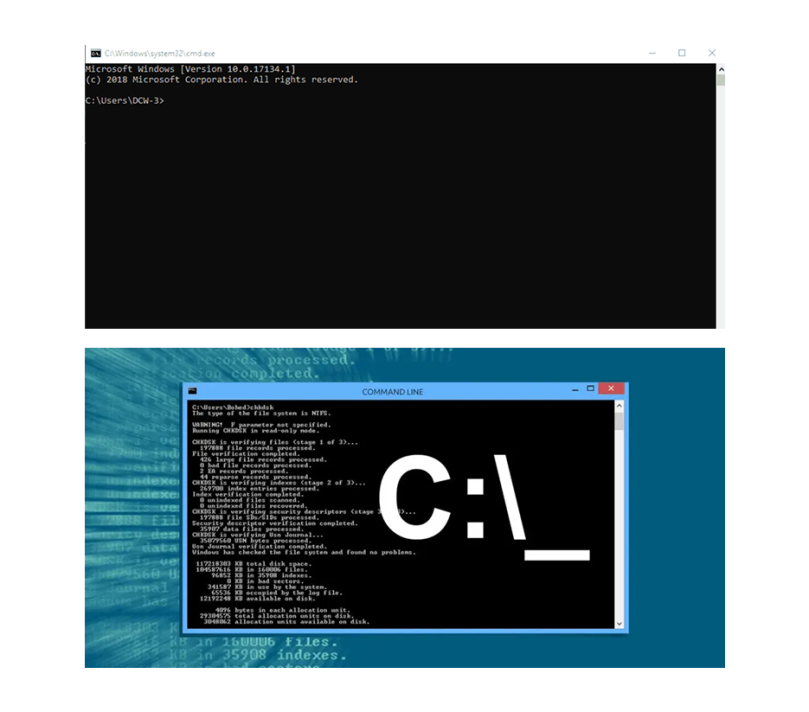 C:\Windows\system32\cmd.exe
Microsoft Windows [Version 10.0.17134.1]
(c) 2018 Microsoft Corporation. All rights reserved.
C:\Users\DCW-3>
records processed.
completed.
COMMAND LINE
C:\Users\Behed>chkdsk
The type of the file system is NTFS.
WARNING!  F parameter not specified.
Running CHKDSK in read-only mode.
CHKDSK is verifying files (stage 1 of 3)...
197888 file records processed.
File verification completed.
426 large file records processed.
0 bad file records processed.
2 EA records processed.
44 reparse records processed.
CHKDSK is verifying indexes (stage 2 of 3)...
269700 index entries processed.
Index verification completed.
0 unindexed files scanned.
0 unindexed files recovered.
CHKDSK is verifying security descriptors (stage 3
197888 file SDs/SIDs processed.
Security descriptor verification completed.
35907 data files processed.
CHKDSK is verifying Usn Journal...
35079560 USN bytes processed.
Usn Journal verification completed.
Windows has checked the file system and found no problems.
117218303 KB total disk space.
104587616 KB in 160006 files.
96852 KB in 35908 indexes.
0 KB in bad sectors.
341587 KB in use by the system.
65536 KB occupied by the log file.
12192248 KB available on disk.
4096 bytes in each allocation unit.
29304575 total allocation units on disk.
3048062 allocation units available on disk.
C:\_
KB in 160006 files.
KB in 35908 indexes.